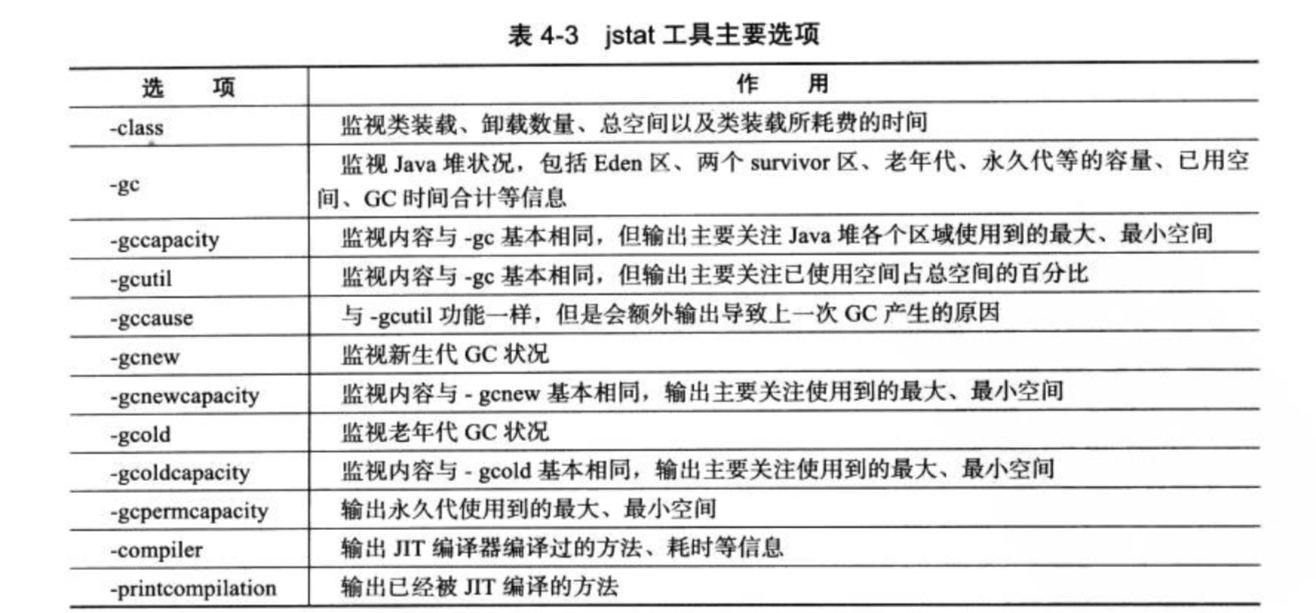 表 4-3 jstat 工具主要选项
选 项 作 用
-class 监视类装载、卸载数量、总空间以及类装载所耗费的时间
-gc 监视 Java 堆状况，包括 Eden 区、两个 survivor 区、老年代、永久代等的容量、已用空
间、GC 时间合计等信息
-gccapacity 监视内容与 -gc 基本相同，但输出主要关注 Java 堆各个区域使用到的最大、最小空间
-gcutil 监视内容与 -gc 基本相同，但输出主要关注已使用空间占总空间的百分比
-gccause 与 -gcutil 功能一样，但是会额外输出导致上一次 GC 产生的原因
-gcnew 监视新生代 GC 状况
-gcnewcapacity 监视内容与 - gcnew 基本相同，输出主要关注使用到的最大、最小空间
-gcold 监视老年代 GC 状况
-gcoldcapacity 监视内容与 - gcold 基本相同，输出主要关注使用到的最大、最小空间
-gcpermcapacity 输出永久代使用到的最大、最小空间
-compiler 输出 JIT 编译器编译过的方法、耗时等信息
-printcompilation 输出已经被 JIT 编译的方法